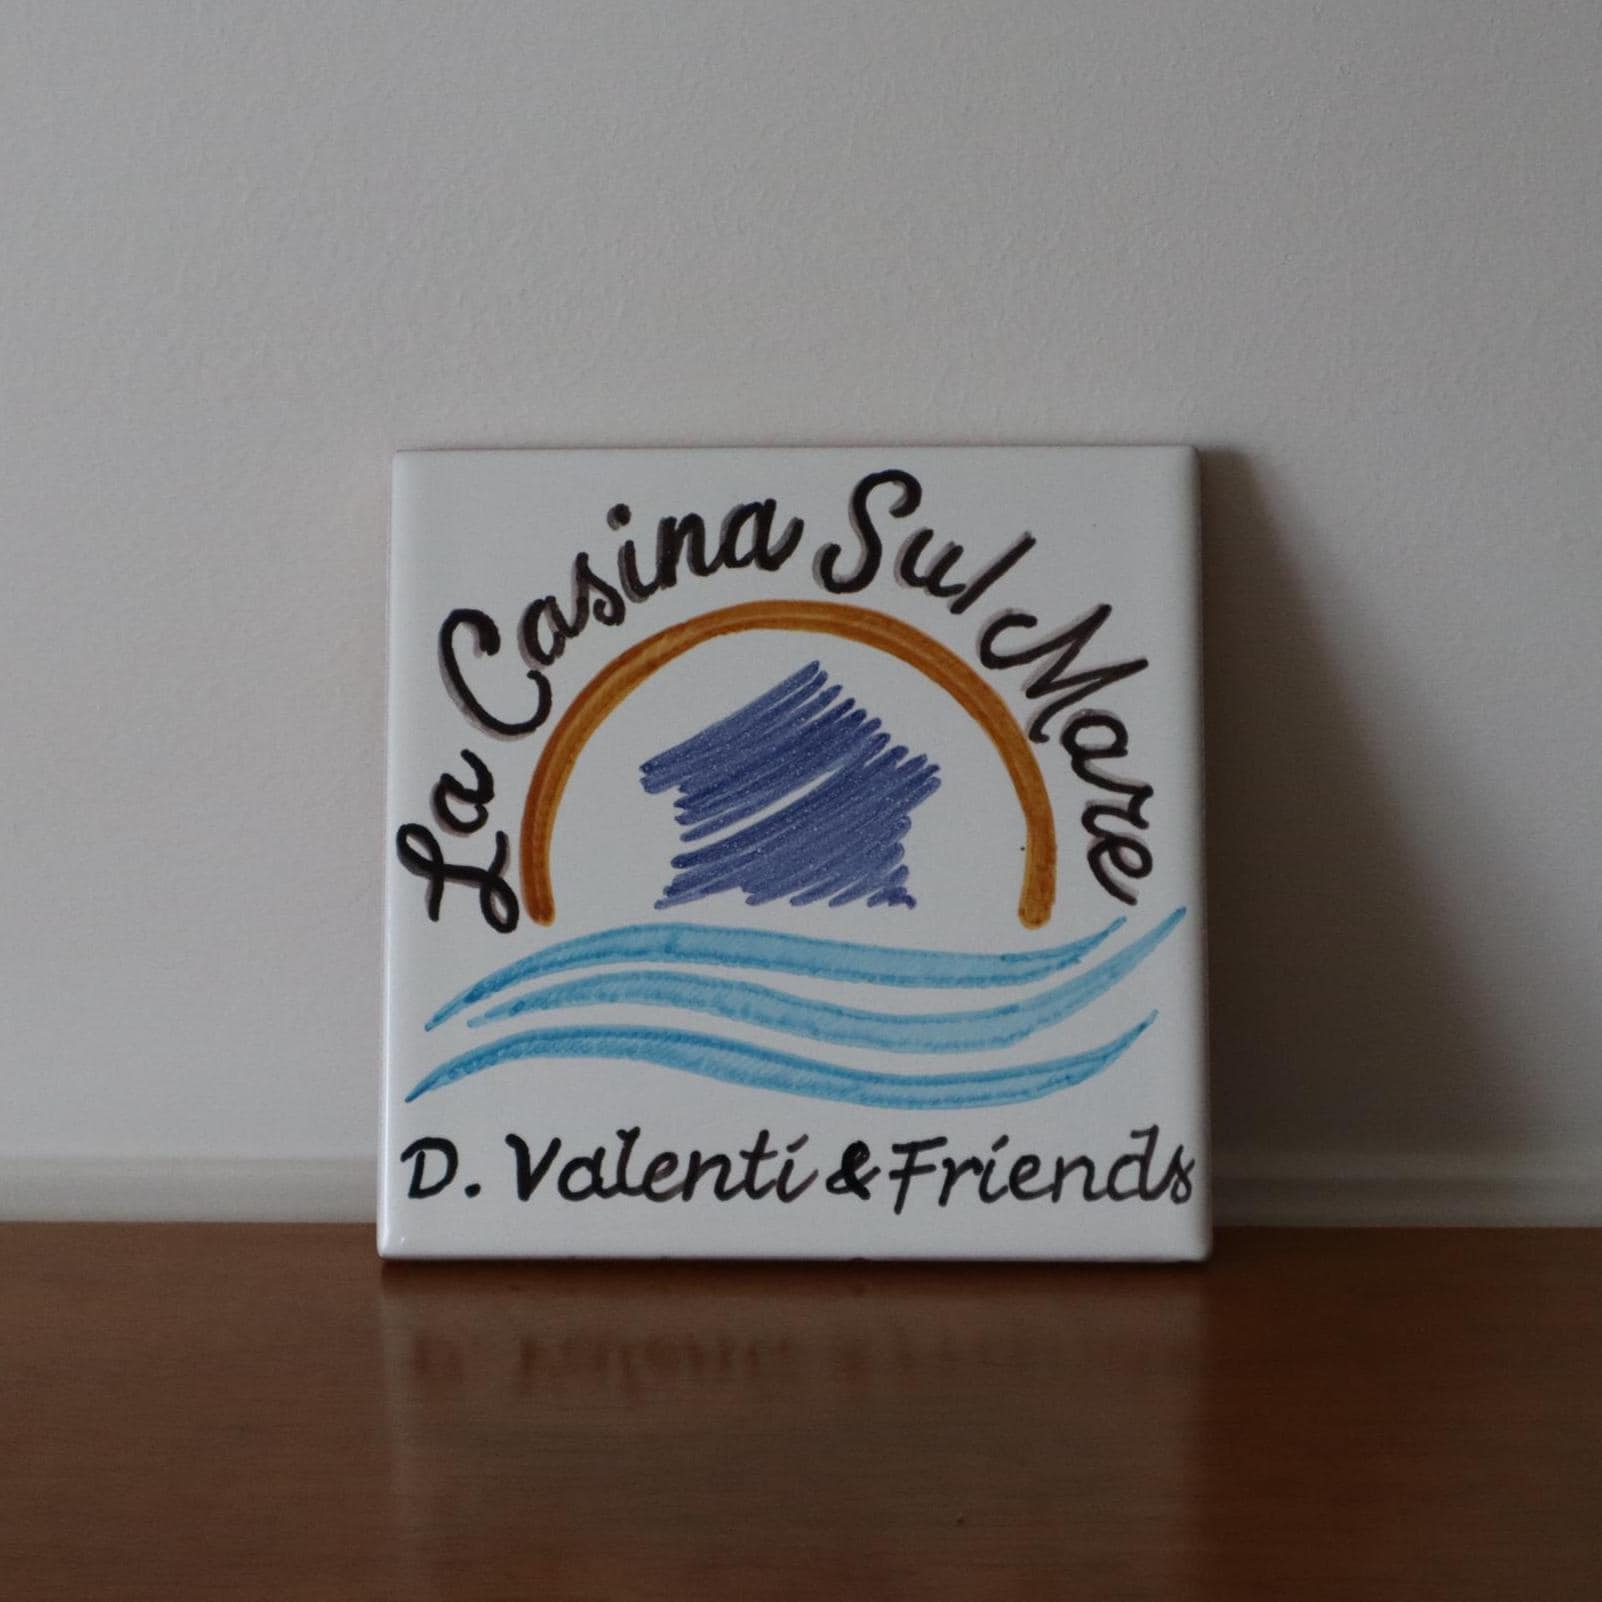 La Casina Sul Mare
D. Valenti & Friends